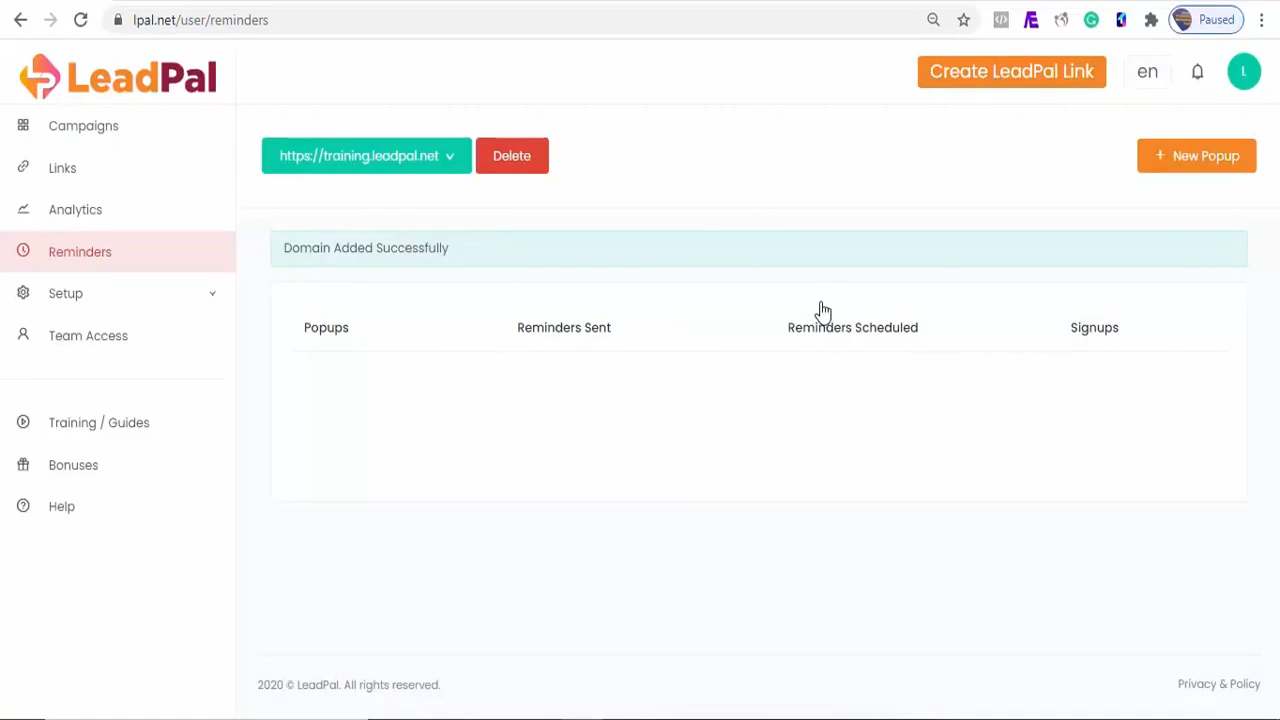 lpal.net/user/reminders
Paused
LeadPal
Create LeadPal Link
en
L
Campaigns
Links
Analytics
Reminders
Setup
Team Access
Training / Guides
Bonuses
Help
https://training.leadpal.net
Delete
+ New Popup
Domain Added Successfully
Popups
Reminders Sent
Reminders Scheduled
Signups
2020 © LeadPal. All rights reserved.
Privacy & Policy